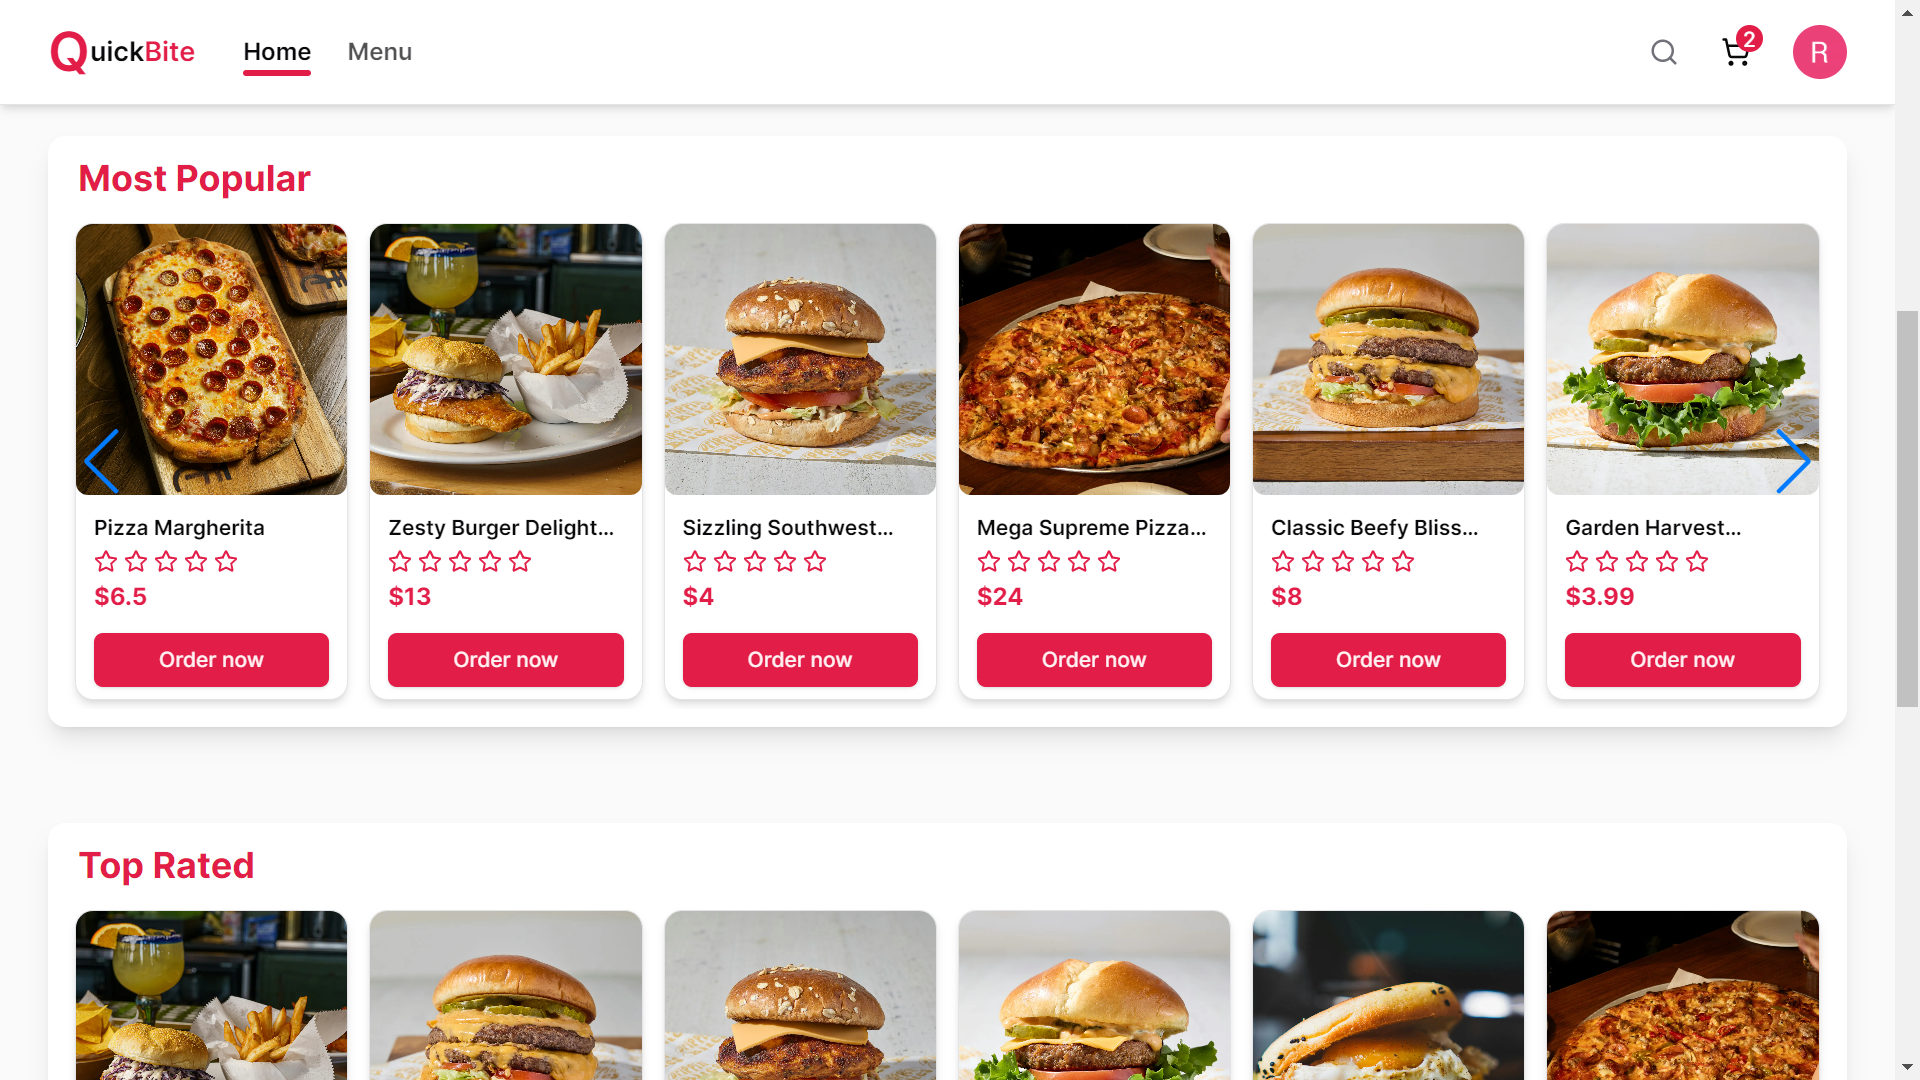 QuickBite
Home
Menu
2
R
Most Popular
Pizza Margherita
$6.5
Order now
Zesty Burger Delight...
$13
Order now
Sizzling Southwest...
$4
Order now
Mega Supreme Pizza...
$24
Order now
Classic Beefy Bliss...
$8
Order now
Garden Harvest...
$3.99
Order now
Top Rated